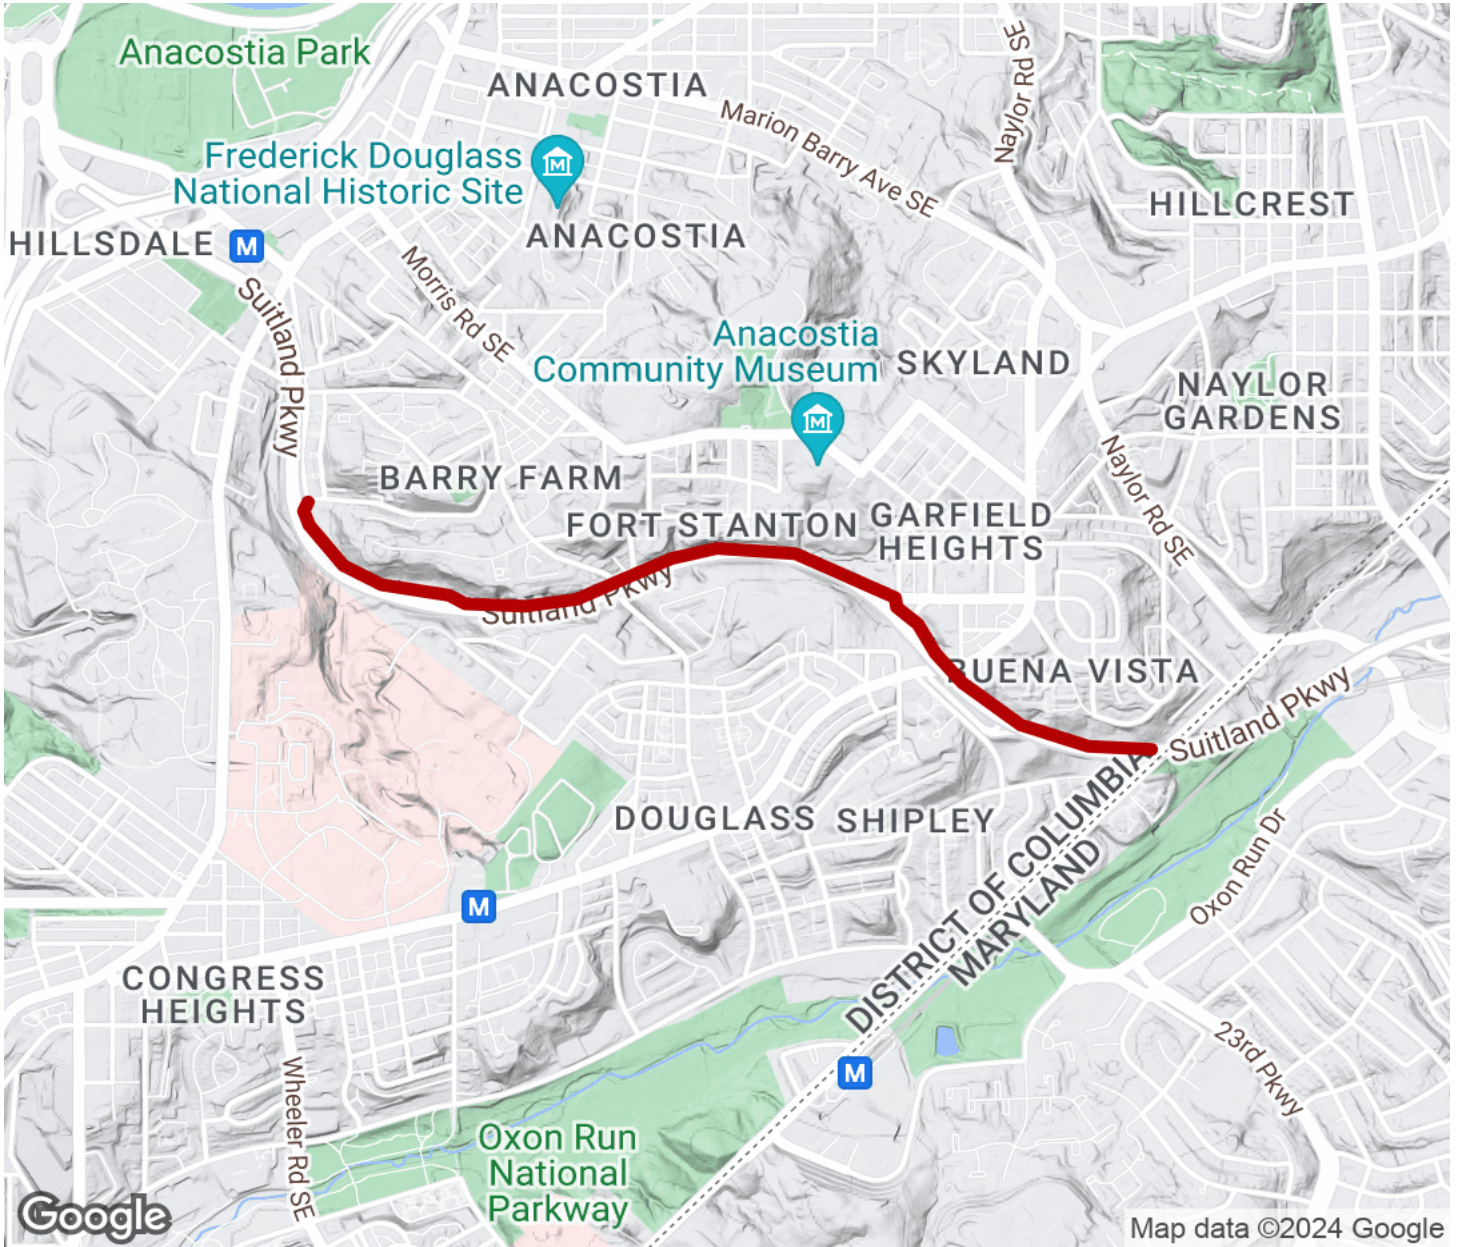 Anacostia Park
ANACOSTIA
Naylor Rd SE
Marion Barry Ave SE
Frederick Douglass
National Historic Site
HILLCREST
ANACOSTIA
HILLSDALE
M
Morris Rd SE
Suitland Pkwy
Anacostia
Community Museum
SKYLAND
NAYLOR
GARDENS
BARRY FARM
Naylor Rd SE
FORT STANTON
GARFIELD
HEIGHTS
Suitland Pkwy
BUENA VISTA
Suitland Pkwy
DOUGLASS
SHIPLEY
DISTRICT OF COLUMBIA
MARYLAND
Oxon Run Dr
M
CONGRESS
HEIGHTS
M
23rd Pkwy
Wheeler Rd SE
Oxon Run
National
Parkway
Google
Map data ©2024 Google